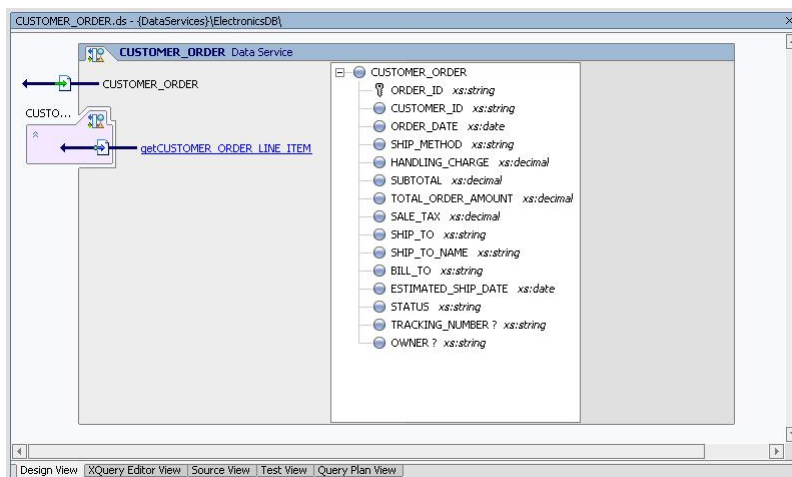 CUSTOMER_ORDER.ds - {DataServices}\ElectronicsDB\
CUSTOMER_ORDER Data Service
CUSTOMER_ORDER
CUSTO...
getCUSTOMER_ORDER_LINE_ITEM
CUSTOMER_ORDER
ORDER_ID xs:string
CUSTOMER_ID xs:string
ORDER_DATE xs:date
SHIP_METHOD xs:string
HANDLING_CHARGE xs:decimal
SUBTOTAL xs:decimal
TOTAL_ORDER_AMOUNT xs:decimal
SALE_TAX xs:decimal
SHIP_TO xs:string
SHIP_TO_NAME xs:string
BILL_TO xs:string
ESTIMATED_SHIP_DATE xs:date
STATUS xs:string
TRACKING_NUMBER ? xs:string
OWNER ? xs:string
Design View XQuery Editor View Source View Test View Query Plan View